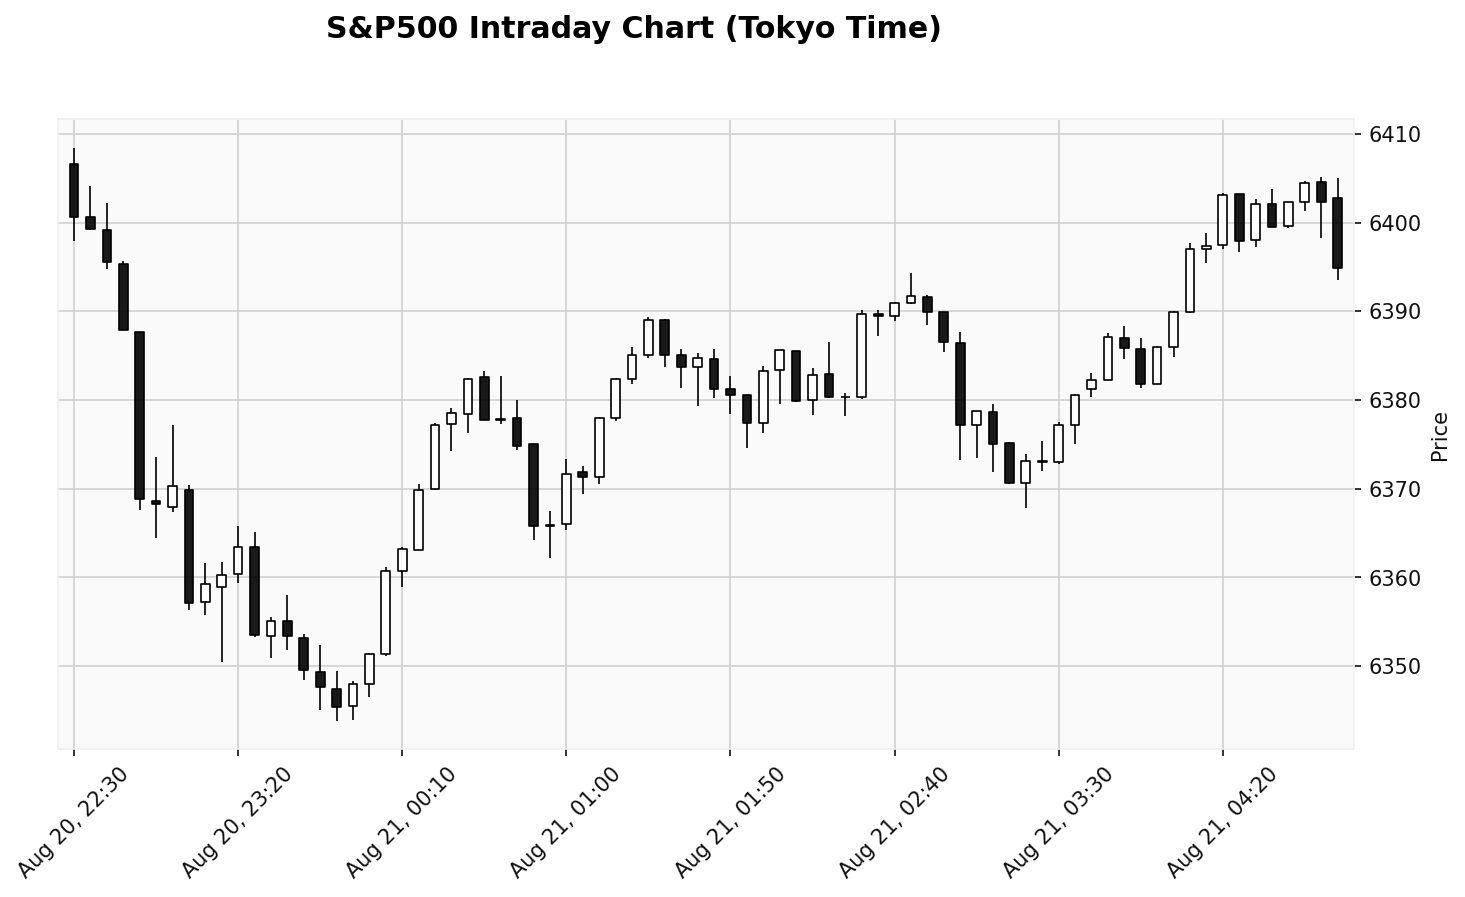 S&P500 Intraday Chart (Tokyo Time)
6410
6400
6390
6380
6370
6360
6350
Price
Aug 20, 22:30
Aug 20, 23:20
Aug 21, 00:10
Aug 21, 01:00
Aug 21, 01:50
Aug 21, 02:40
Aug 21, 03:30
Aug 21, 04:20